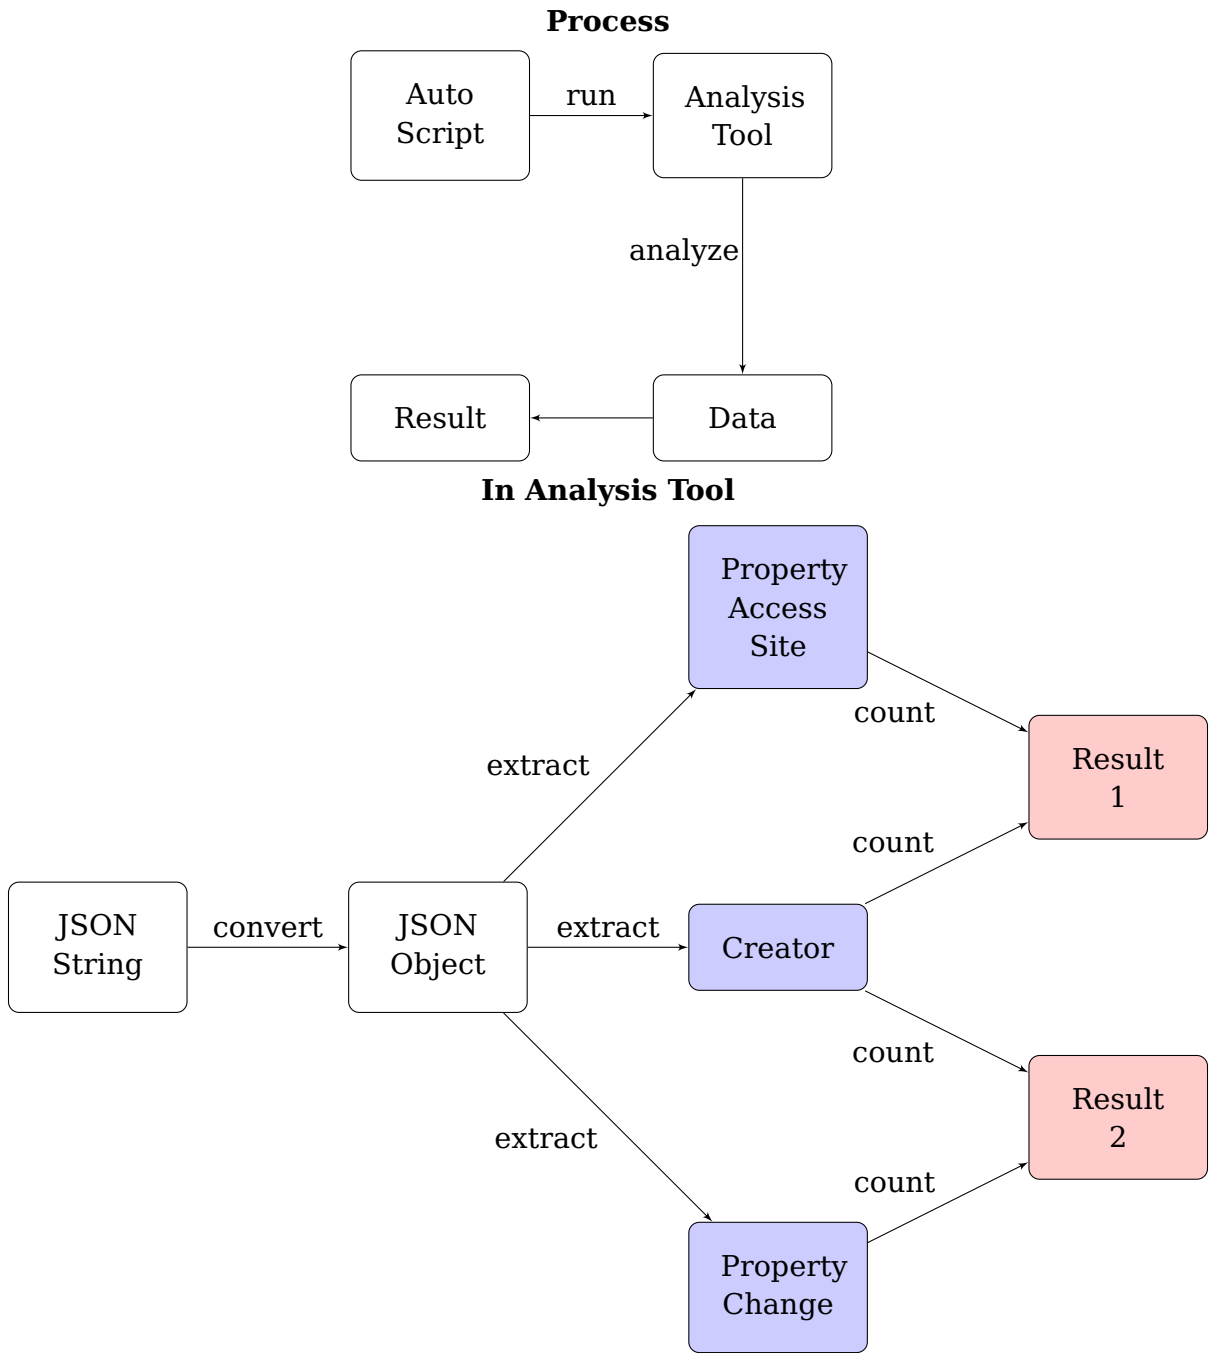 Process
Auto
Script
run
Analysis
Tool
analyze
Result
Data
In Analysis Tool
Property
Access
Site
count
extract
Result
1
count
JSON
String
convert
JSON
Object
extract
Creator
count
extract
Result
2
count
Property
Change